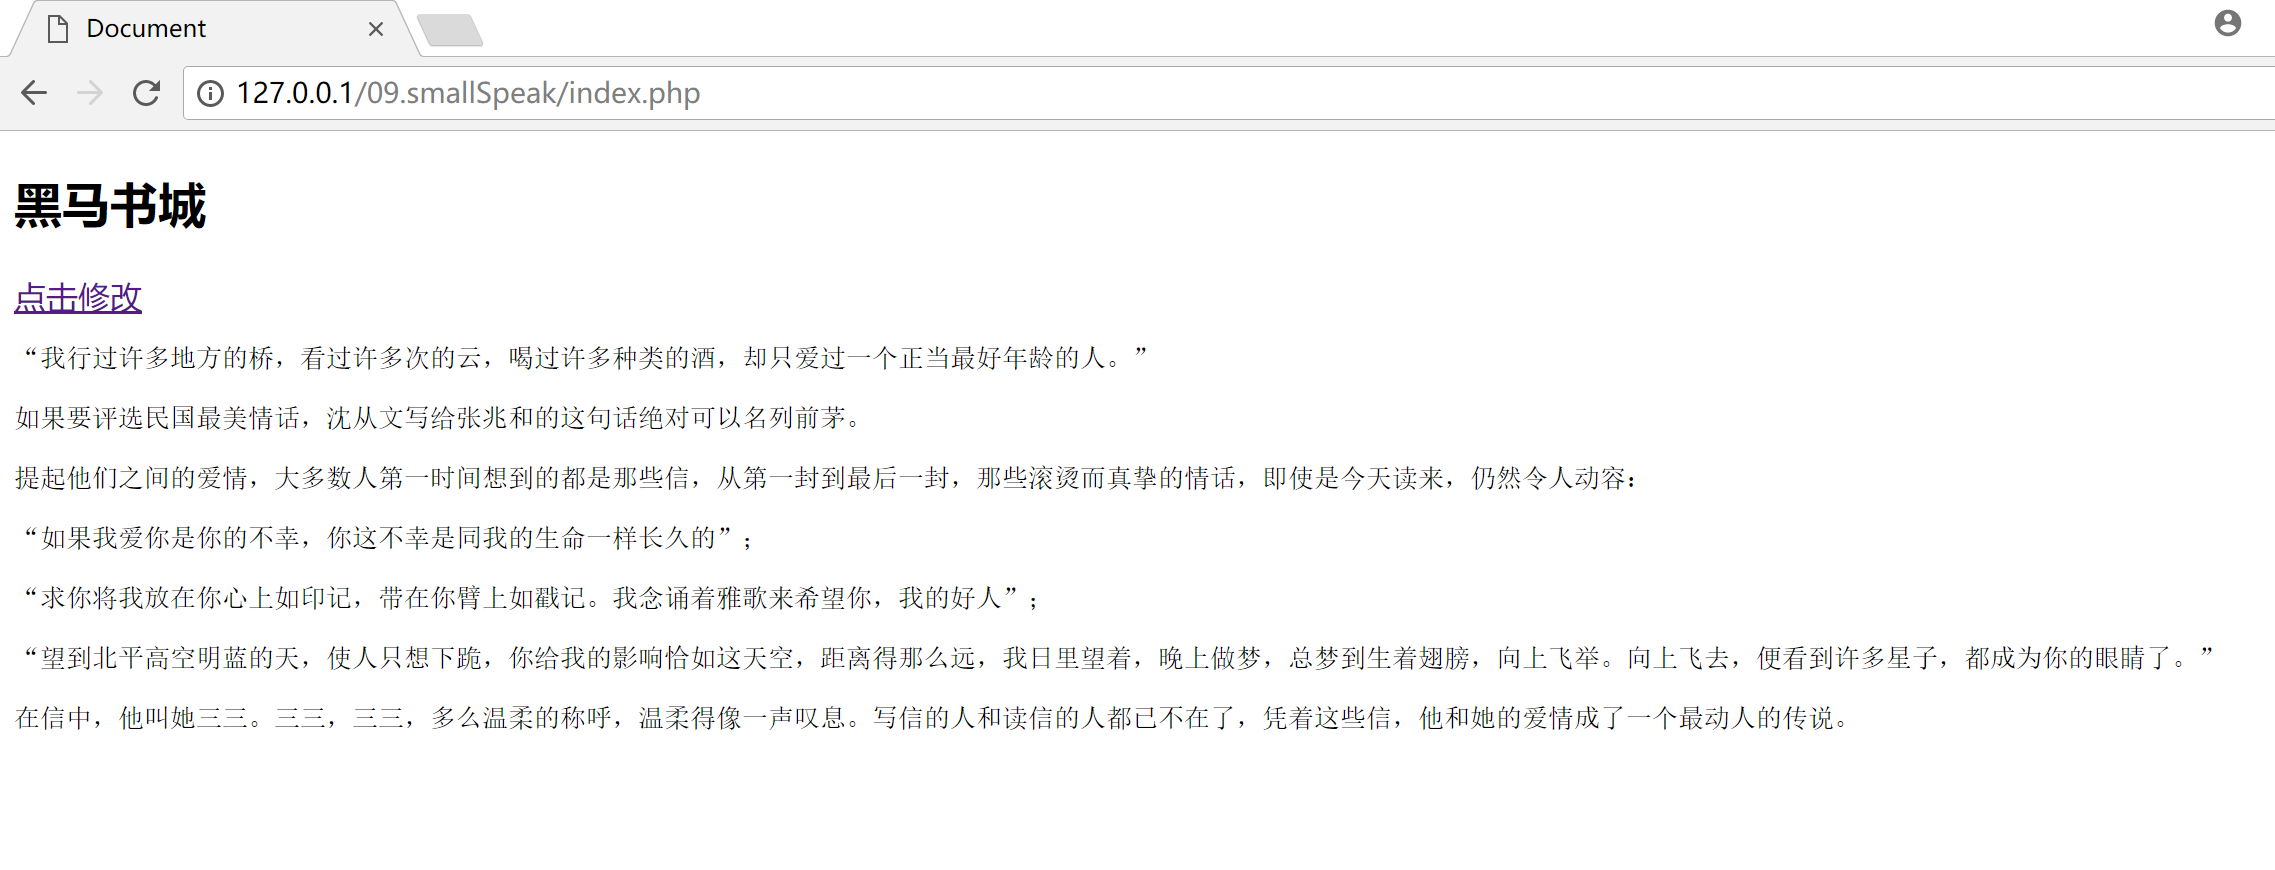 Document
127.0.0.1/09.smallSpeak/index.php
黑马书城
点击修改
“我行过许多地方的桥，看过许多次的云，喝过许多种类的酒，却只爱过一个正当最好年龄的人。”
如果要评选民国最美情话，沈从文写给张兆和的这句话绝对可以名列前茅。
提起他们之间的爱情，大多数人第一时间想到的都是那些信，从第一封到最后一封，那些滚烫而真挚的情话，即使是今天读来，仍然令人动容：
“如果我爱你是你的不幸，你这不幸是同我的生命一样长久的”；
“求你将我放在你心上如印记，带在你臂上如戳记。我念诵着雅歌来希望你，我的好人”；
“望到北平高空明蓝的天，使人只想下跪，你给我的影响恰如这天空，距离得那么远，我日里望着，晚上做梦，总梦到生着翅膀，向上飞举。向上飞去，便看到许多星子，都成为你的眼睛了。”
在信中，他叫她三三。三三，三三，多么温柔的称呼，温柔得像一声叹息。写信的人和读信的人都已不在了，凭着这些信，他和她的爱情成了一个最动人的传说。